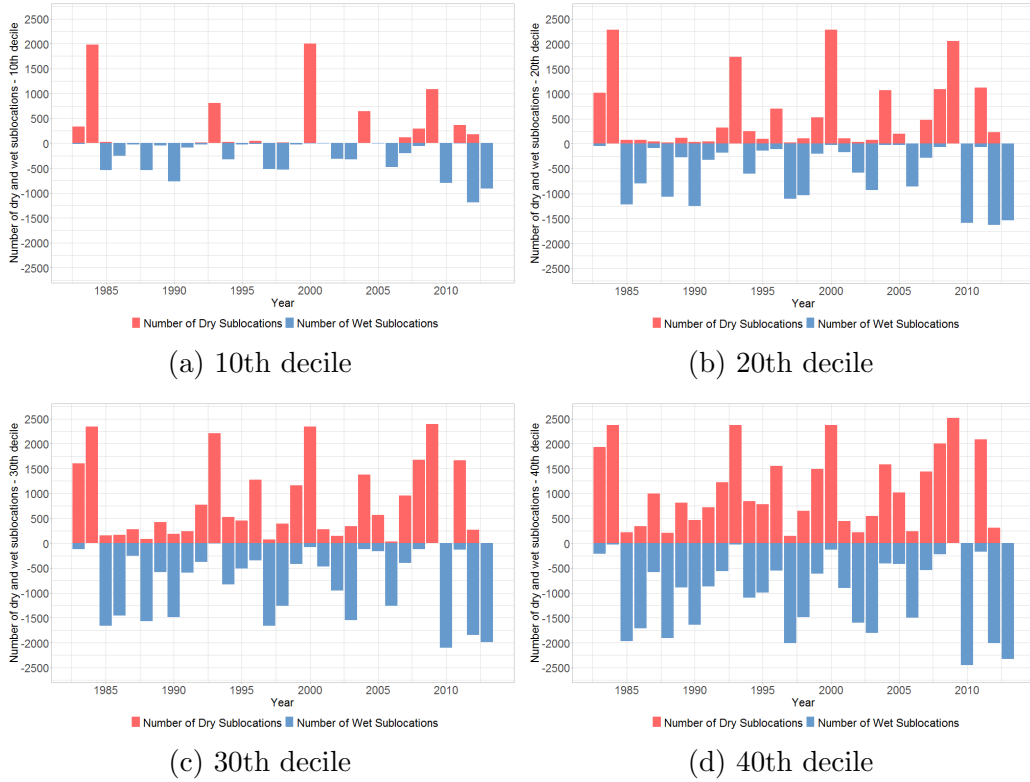 Number of dry and wet sublocations - 10th decile
2500
2000
1500
1000
500
0
-500
-1000
-1500
-2000
-2500
1985 1990 1995 2000 2005 2010
Year
Number of Dry Sublocations Number of Wet Sublocations
(a) 10th decile
Number of dry and wet sublocations - 20th decile
2500
2000
1500
1000
500
0
-500
-1000
-1500
-2000
-2500
1985 1990 1995 2000 2005 2010
Year
Number of Dry Sublocations Number of Wet Sublocations
(b) 20th decile
Number of dry and wet sublocations - 30th decile
2500
2000
1500
1000
500
0
-500
-1000
-1500
-2000
-2500
1985 1990 1995 2000 2005 2010
Year
Number of Dry Sublocations Number of Wet Sublocations
(c) 30th decile
Number of dry and wet sublocations - 40th decile
2500
2000
1500
1000
500
0
-500
-1000
-1500
-2000
-2500
1985 1990 1995 2000 2005 2010
Year
Number of Dry Sublocations Number of Wet Sublocations
(d) 40th decile